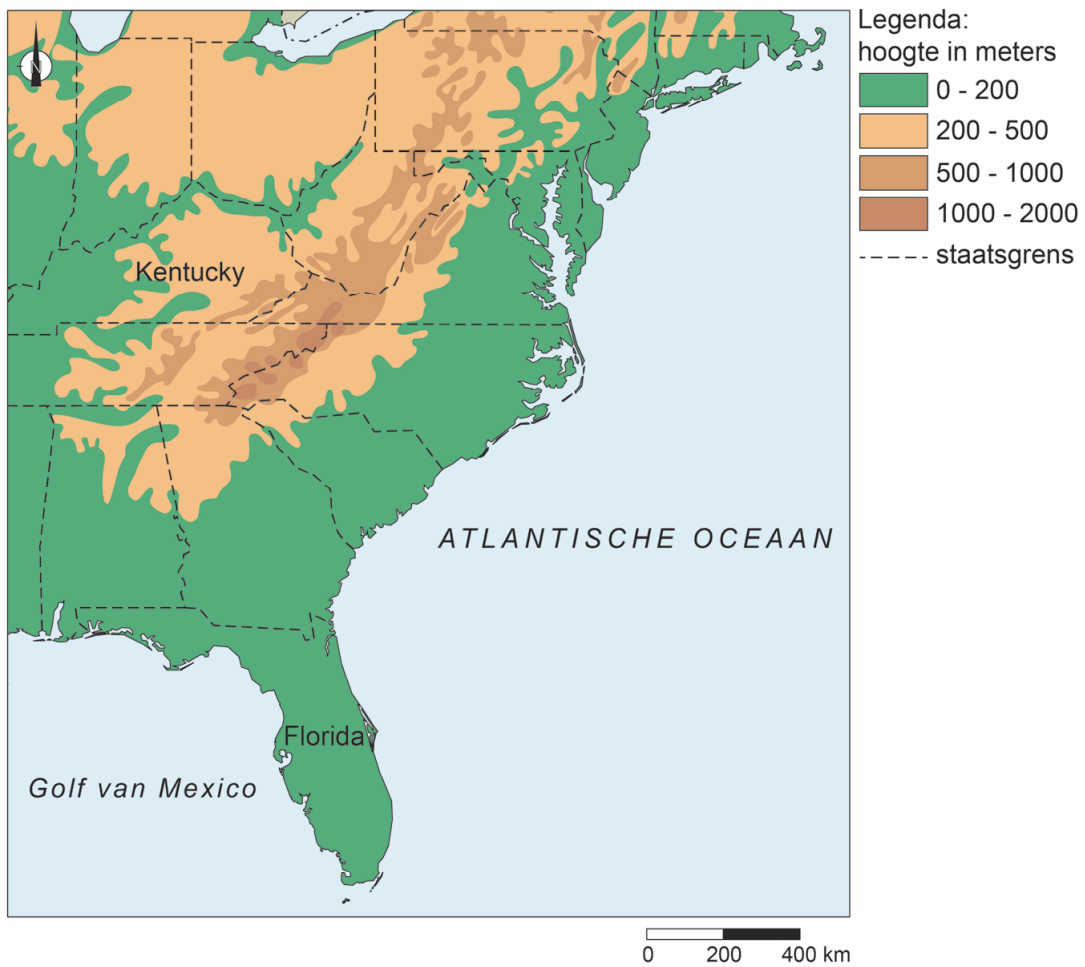 Legenda:
hoogte in meters
0 - 200
200 - 500
500 - 1000
1000 - 2000
staatsgrens
N
Kentucky
ATLANTISCHE OCEAAN
Florida
Golf van Mexico
0 200 400 km